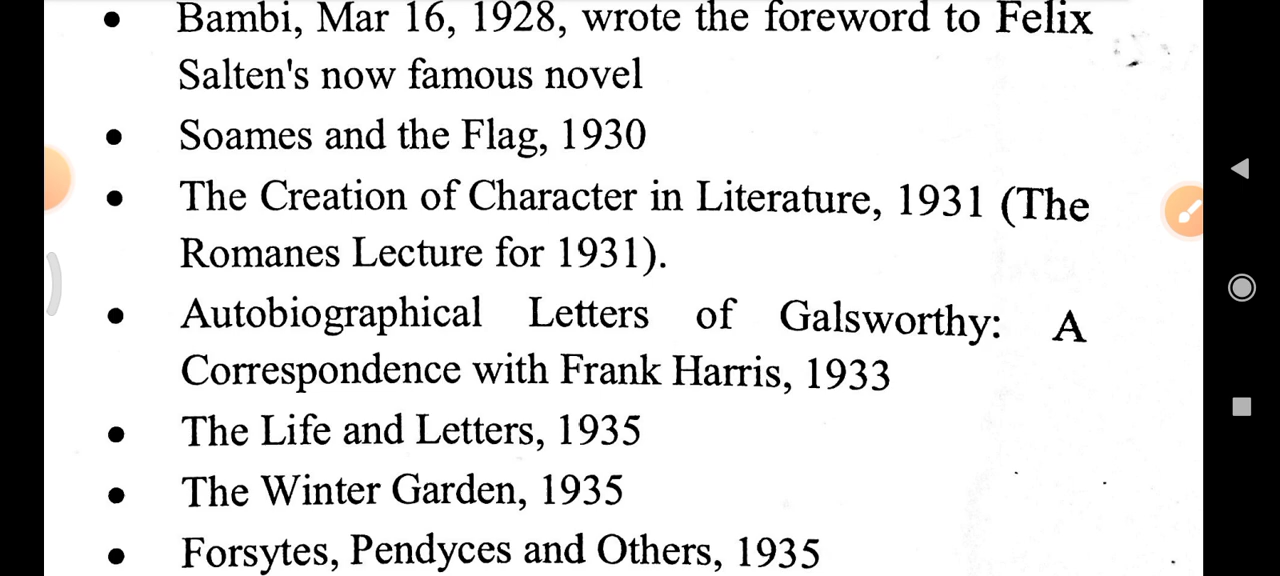 • Bambi, Mar 16, 1928, wrote the foreword to Felix
Salten's now famous novel
• Soames and the Flag, 1930
• The Creation of Character in Literature, 1931 (The
Romanes Lecture for 1931).
• Autobiographical Letters of Galsworthy: A
Correspondence with Frank Harris, 1933
• The Life and Letters, 1935
• The Winter Garden, 1935
• Forsytes, Pendyces and Others, 1935